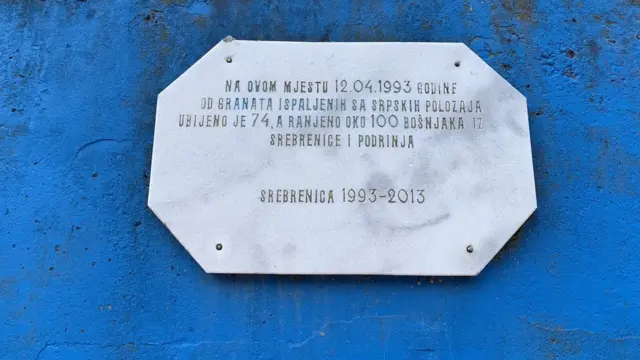 NA OVOM MJESTU 12.04.1993 GODINE
OD GRANATA ISPALJENIH SA SRPSKIH POLOZAJA
UBIJENO JE 74, A RANJENO OKO 100 BOŠNJAKA IZ
SREBRENICE I PODRINJA
SREBRENICA 1993-2013